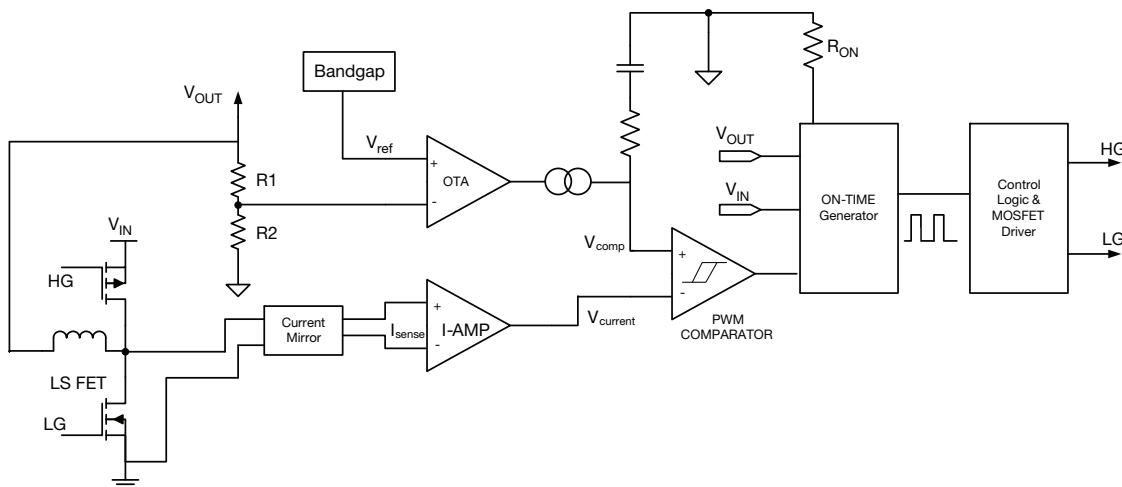 Bandgap
V_OUT
V_ref
+
OTA
-
R1
R2
V_IN
HG
LS FET
LG
Current
Mirror
I_sense
+
I-AMP
-
V_comp
V_current
+
-
PWM
COMPARATOR
R_ON
V_OUT
V_IN
ON-TIME
Generator
Control
Logic &
MOSFET
Driver
HG
LG